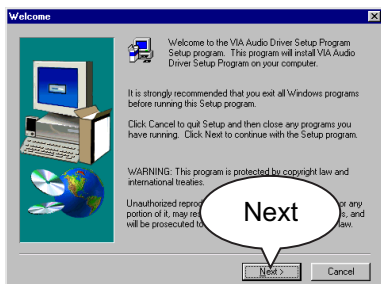 Welcome
Welcome to the VIA Audio Driver Setup Program
Setup program. This program will install VIA Audio
Driver Setup Program on your computer.
It is strongly recommended that you exit all Windows programs
before running this Setup program.
Click Cancel to quit Setup and then close any programs you
have running. Click Next to continue with the Setup program.
WARNING: This program is protected by copyright law and
international treaties.
Unauthorized or any
portion of it, may and
will be prosecuted to law.
Next
Next >
Cancel